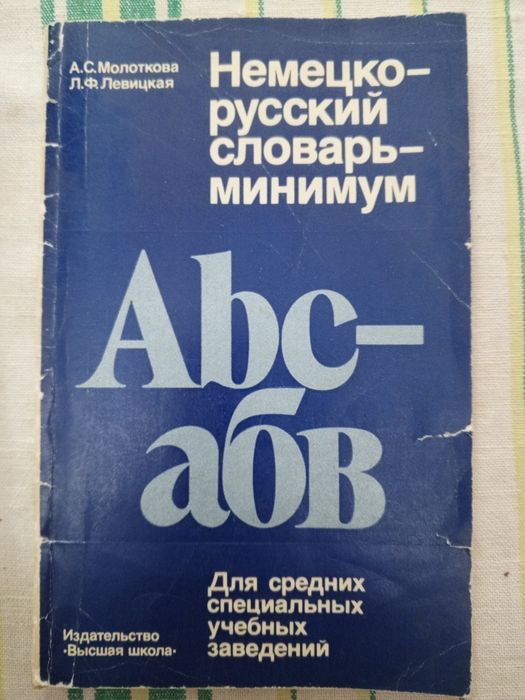 А.С.Молоткова
Л.Ф.Левицкая
Немецко–
русский
словарь–
минимум
Abc–
абв
Для средних
специальных
учебных
заведений
Издательство
«Высшая школа»